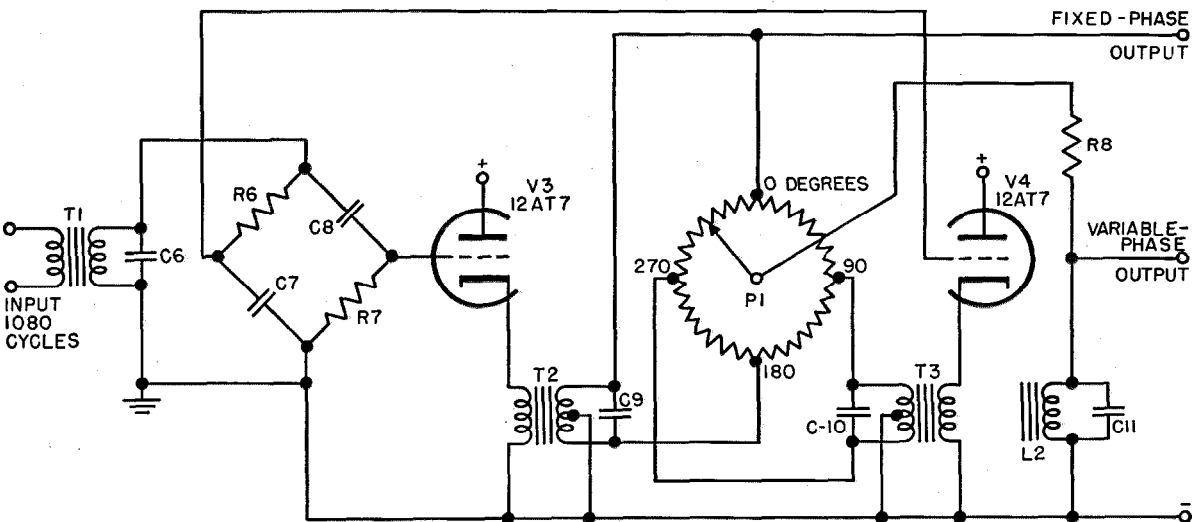 FIXED-PHASE
OUTPUT
R8
+
V3
12AT7
+
V4
12AT7
0 DEGREES
R6
C8
T1
C6
VARIABLE-
PHASE
OUTPUT
270
90
P1
C7
R7
INPUT
1080
CYCLES
180
T2
C9
T3
C-10
C11
L2
-